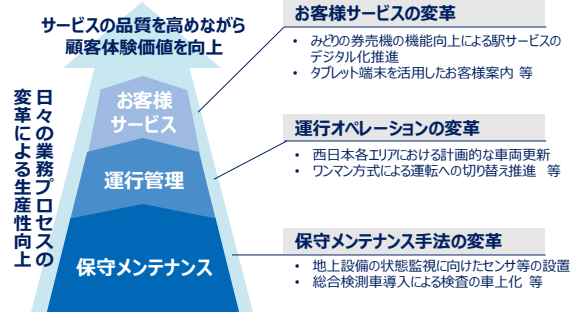 サービスの品質を高めながら
顧客体験価値を向上
日々の業務プロセスの
変革による生産性向上
お客様
サービス
運行管理
保守メンテナンス
お客様サービスの変革
• みどりの券売機の機能向上による駅サービスの
デジタル化推進
• タブレット端末を活用したお客様案内 等
運行オペレーションの変革
• 西日本各エリアにおける計画的な車両更新
• ワンマン方式による運転への切り替え推進 等
保守メンテナンス手法の変革
• 地上設備の状態監視に向けたセンサ等の設置
• 総合検測車導入による検査の車上化 等